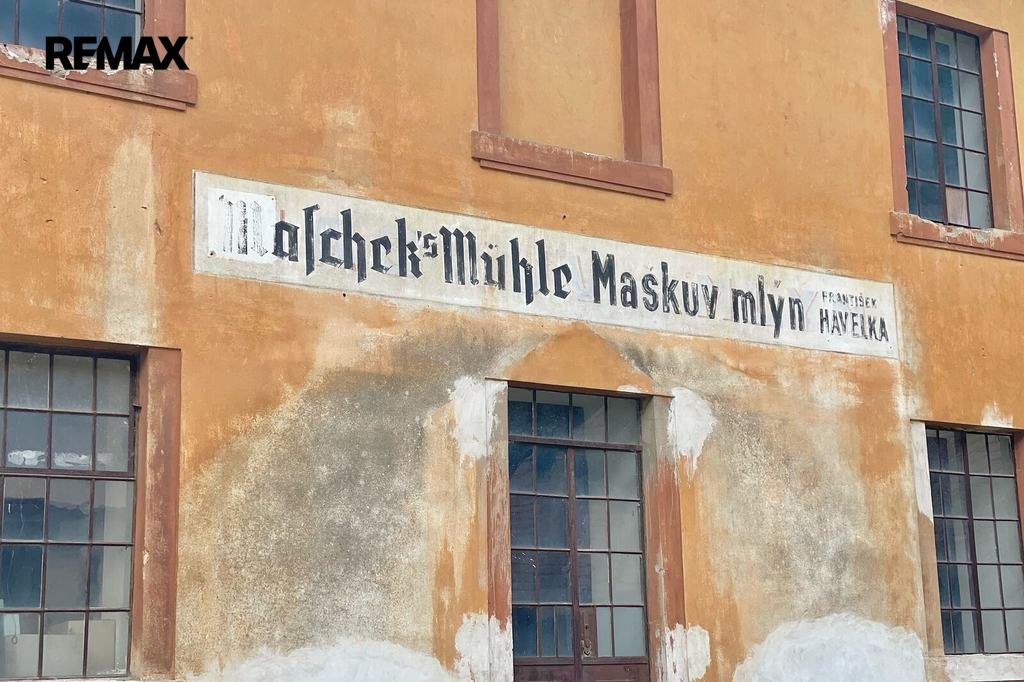 REMAX
Maſchek's Mühle Maškuv mlýn
FRANTIŠEK
HAVELKA